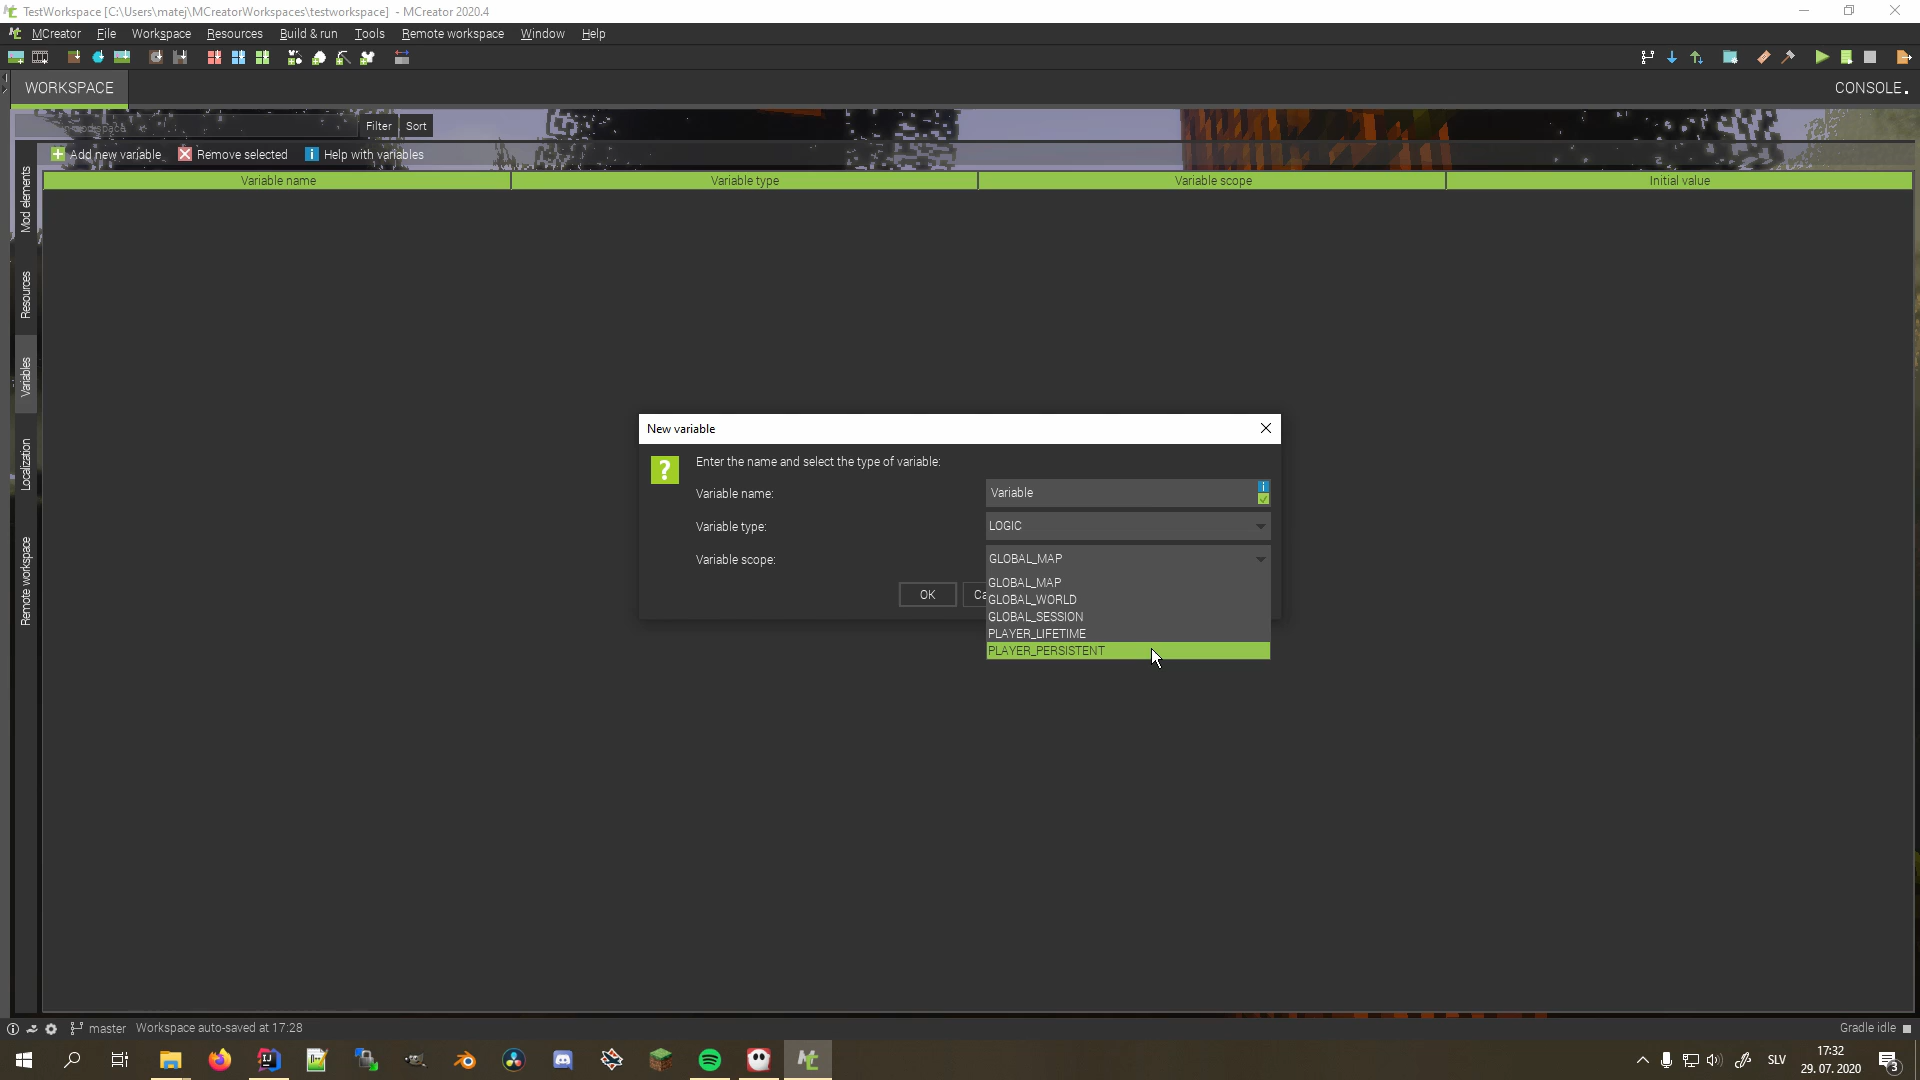 TestWorkspace [C:\Users\matej\MCreatorWorkspaces\testworkspace] - MCreator 2020.4
MCreator File Workspace Resources Build & run Tools Remote workspace Window Help
WORKSPACE
CONSOLE
Filter Sort
Add new variable Remove selected Help with variables
Variable name Variable type Variable scope Initial value
Mod elements
Resources
Variables
Localization
Remote workspace
New variable
Enter the name and select the type of variable:
Variable name: Variable
Variable type: LOGIC
Variable scope: GLOBAL_MAP
GLOBAL_MAP
GLOBAL_WORLD
OK Ca
GLOBAL_SESSION
PLAYER_LIFETIME
PLAYER_PERSISTENT
master Workspace auto-saved at 17:28
Gradle idle
SLV
17:32
29. 07. 2020
3